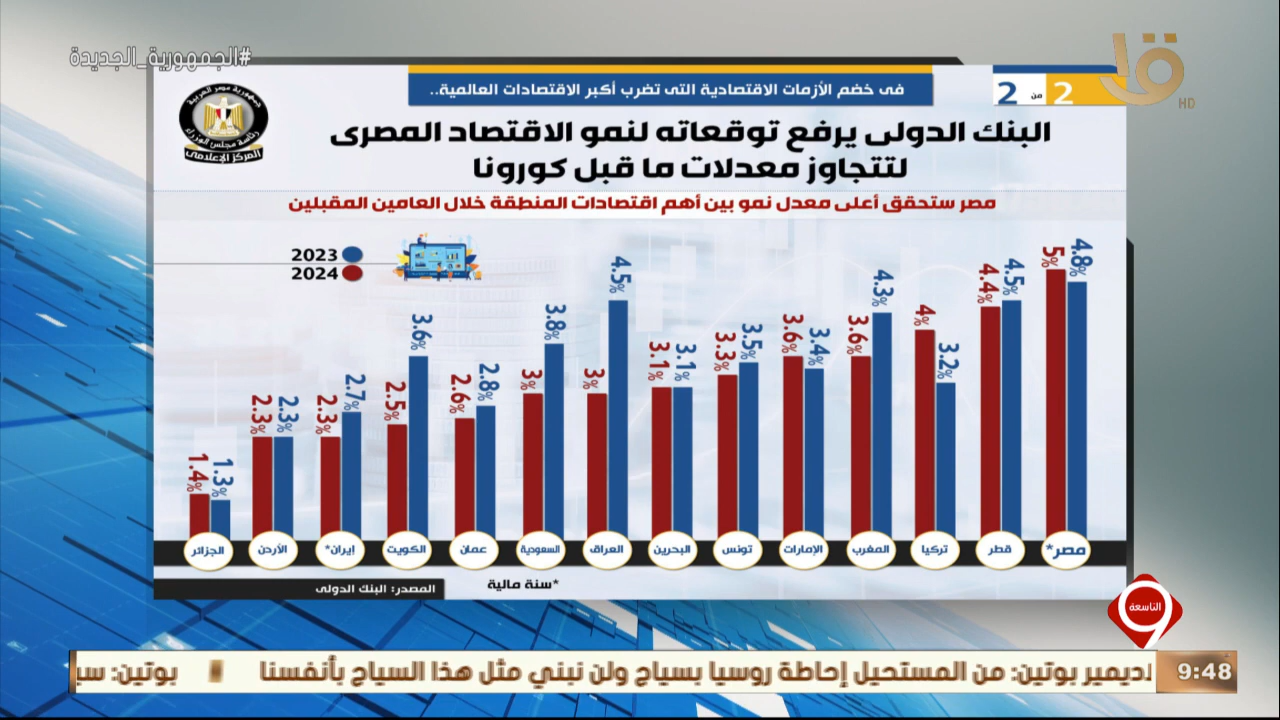 #الجمهورية_الجديدة
HD
2 من 2
فى خضم الأزمات الاقتصادية التى تضرب أكبر الاقتصادات العالمية..
جمهورية مصر العربية
رئاسة مجلس الوزراء
المركز الإعلامى
البنك الدولى يرفع توقعاته لنمو الاقتصاد المصرى
لتتجاوز معدلات ما قبل كورونا
مصر ستحقق أعلى معدل نمو بين أهم اقتصادات المنطقة خلال العامين المقبلين
2023
2024
4.8% 5%
4.5% 4.4%
3.2% 4%
4.3% 3.6%
3.4% 3.6%
3.5% 3.3%
3.1% 3.1%
4.5% 3%
3.8% 3%
2.8% 2.6%
3.6% 2.5%
2.7% 2.3%
2.3% 2.3%
1.3% 1.4%
مصر* قطر تركيا المغرب الإمارات تونس البحرين العراق السعودية عمان الكويت إيران* الأردن الجزائر
*سنة مالية
المصدر: البنك الدولى
التاسعة
9
9:48
لاديمير بوتين: من المستحيل إحاطة روسيا بسياج ولن نبني مثل هذا السياج بأنفسنا
بوتين: سي